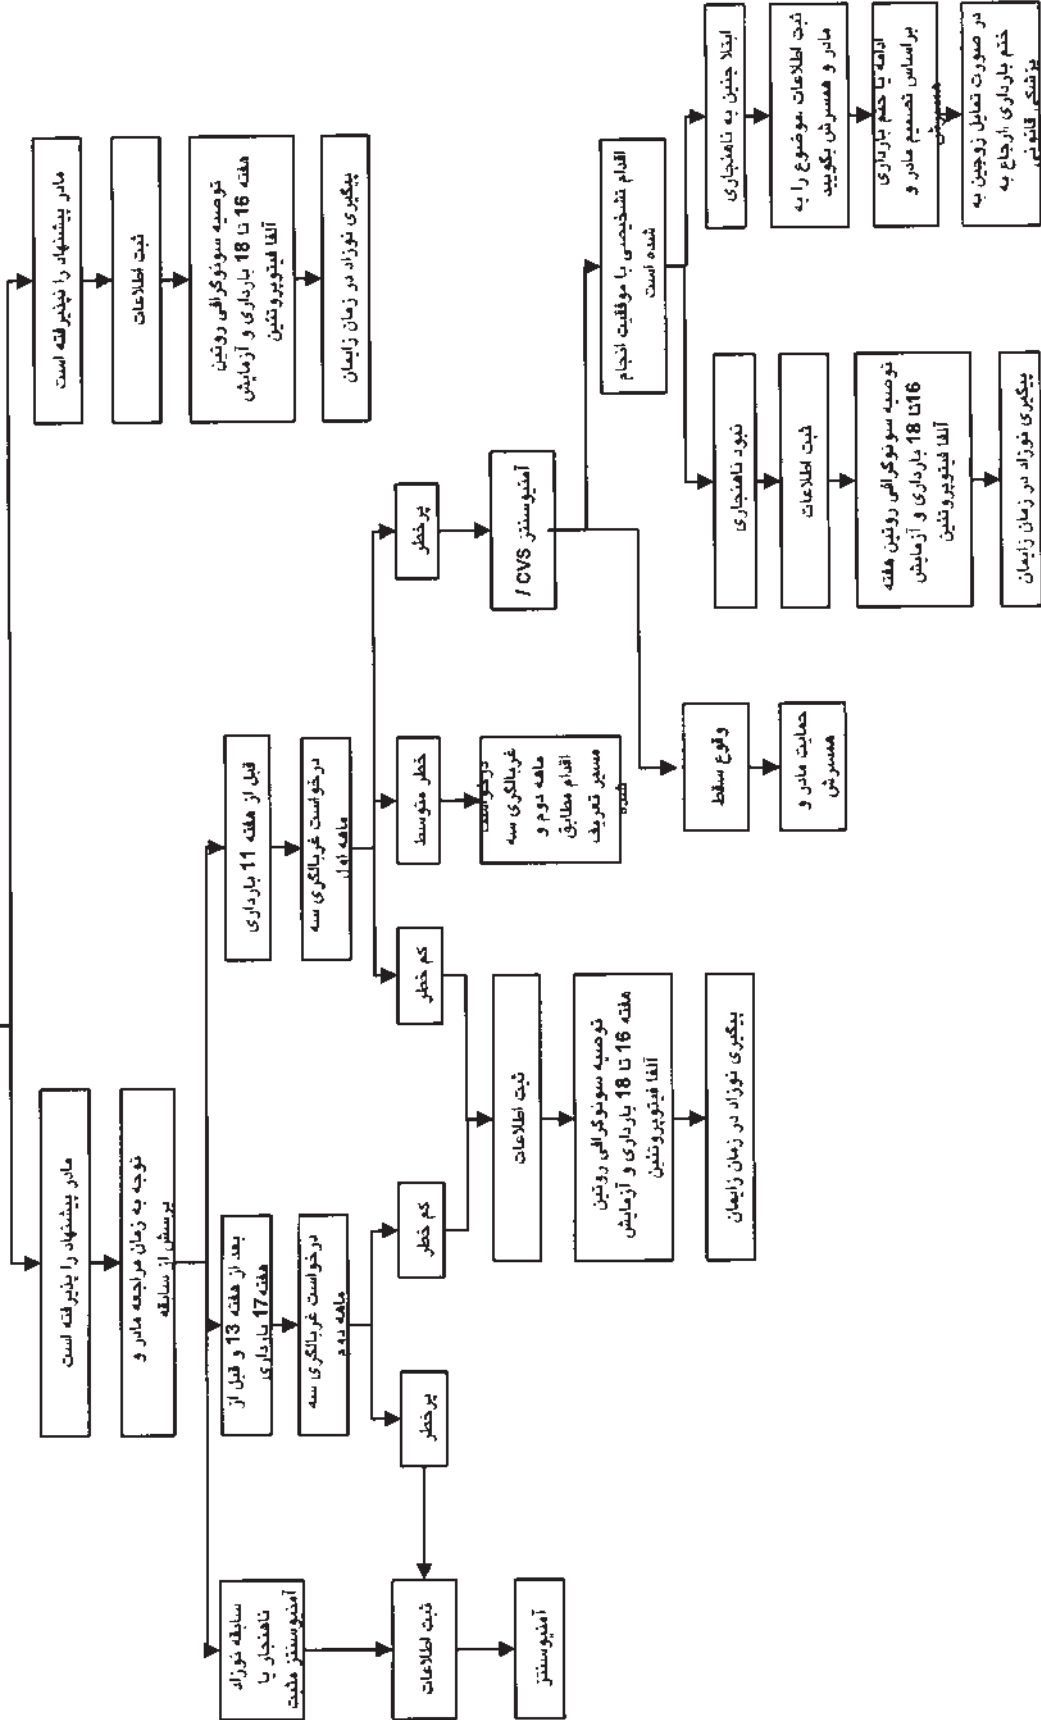 مادر پیشنهاد را نپذیرفته است
ثبت اطلاعات
توصیه سونوگرافی روتین
هفته 16 تا 18 بارداری و آزمایش
آلفا فیتوپروتئین
پیگیری نوزاد در زمان زایمان
مادر پیشنهاد را پذیرفته است
توجه به زمان مراجعه مادر و
پرسش از سابقه
قبل از هفته 11 بارداری
درخواست غربالگری سه
ماهه اول
پرخطر
خطر متوسط
کم خطر
آمنیوسنتز CVS /
درخواست
غربالگری سه
ماهه دوم و
اقدام مطابق
مسیر تعریف
شده
اقدام تشخیصی با موفقیت انجام
شده است
ابتلا جنین به ناهنجاری
ثبت اطلاعات ،موضوع را به
مادر و همسرش بگویید
ادامه یا ختم بارداری
براساس تصمیم مادر و
همسرش
در صورت تمایل زوجین به
ختم بارداری ارجاع به
پزشکی قانونی
نبود ناهنجاری
ثبت اطلاعات
توصیه سونوگرافی روتین هفته
16تا 18 بارداری و آزمایش
آلفا فیتوپروتئین
پیگیری نوزاد در زمان زایمان
وقوع سقط
حمایت مادر و
همسرش
بعد از هفته 13 و قبل از
هفته17 بارداری
درخواست غربالگری سه
ماهه دوم
کم خطر
پرخطر
ثبت اطلاعات
توصیه سونوگرافی روتین
هفته 16 تا 18 بارداری و آزمایش
آلفا فیتوپروتئین
پیگیری نوزاد در زمان زایمان
سابقه نوزاد
ناهنجار یا
آمنیوسنتز مثبت
ثبت اطلاعات
آمنیوسنتز